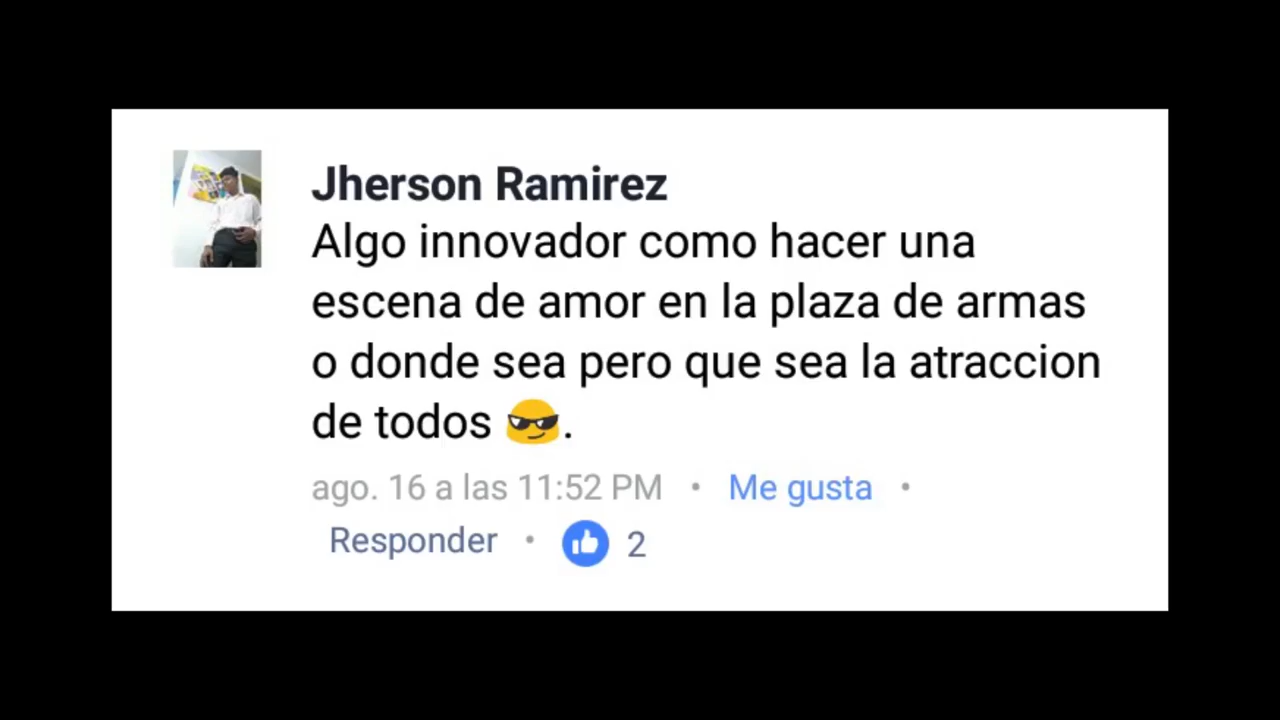 Jherson Ramirez
Algo innovador como hacer una
escena de amor en la plaza de armas
o donde sea pero que sea la atraccion
de todos 😎.
ago. 16 a las 11:52 PM • Me gusta •
Responder • 2